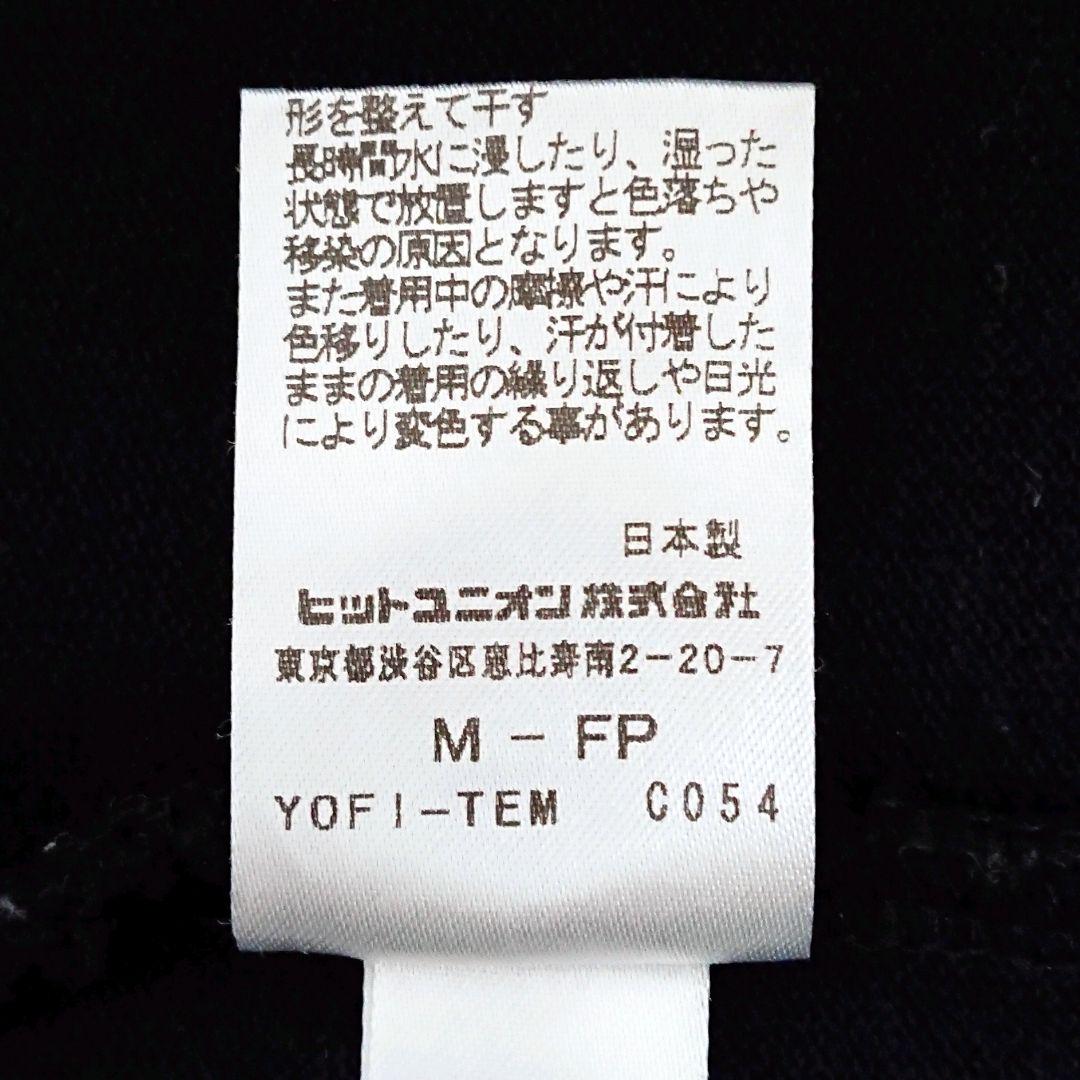 形を整えて干す
長時間水に浸したり、湿った
状態で放置しますと色落ちや
移染の原因となります。
また着用中の摩擦や汗により
色移りしたり、汗が付着した
ままの着用の繰り返しや日光
により変色する事があります。
日本製
ヒットユニオン株式会社
東京都渋谷区恵比寿南2-20-7
M - FP
YOFI-TEM C054